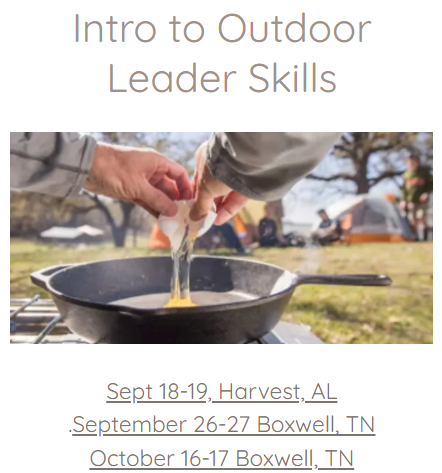 Intro to Outdoor
Leader Skills
Sept 18-19, Harvest, AL
.September 26-27 Boxwell, TN
October 16-17 Boxwell, TN